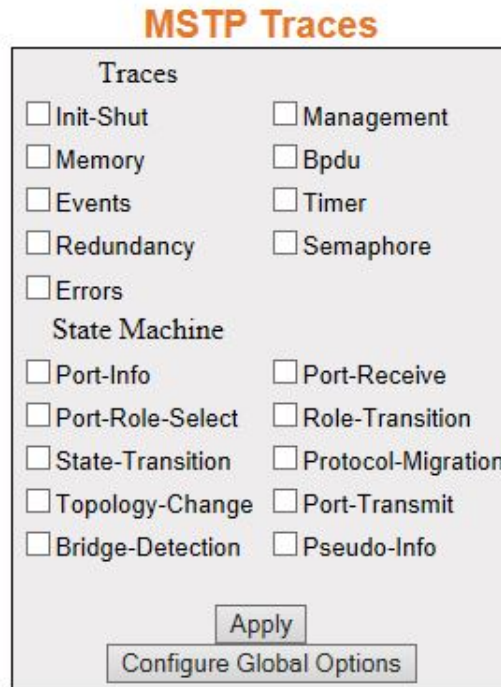 MSTP Traces
Traces
Init-Shut Management
Memory Bpdu
Events Timer
Redundancy Semaphore
Errors
State Machine
Port-Info Port-Receive
Port-Role-Select Role-Transition
State-Transition Protocol-Migration
Topology-Change Port-Transmit
Bridge-Detection Pseudo-Info
Apply
Configure Global Options